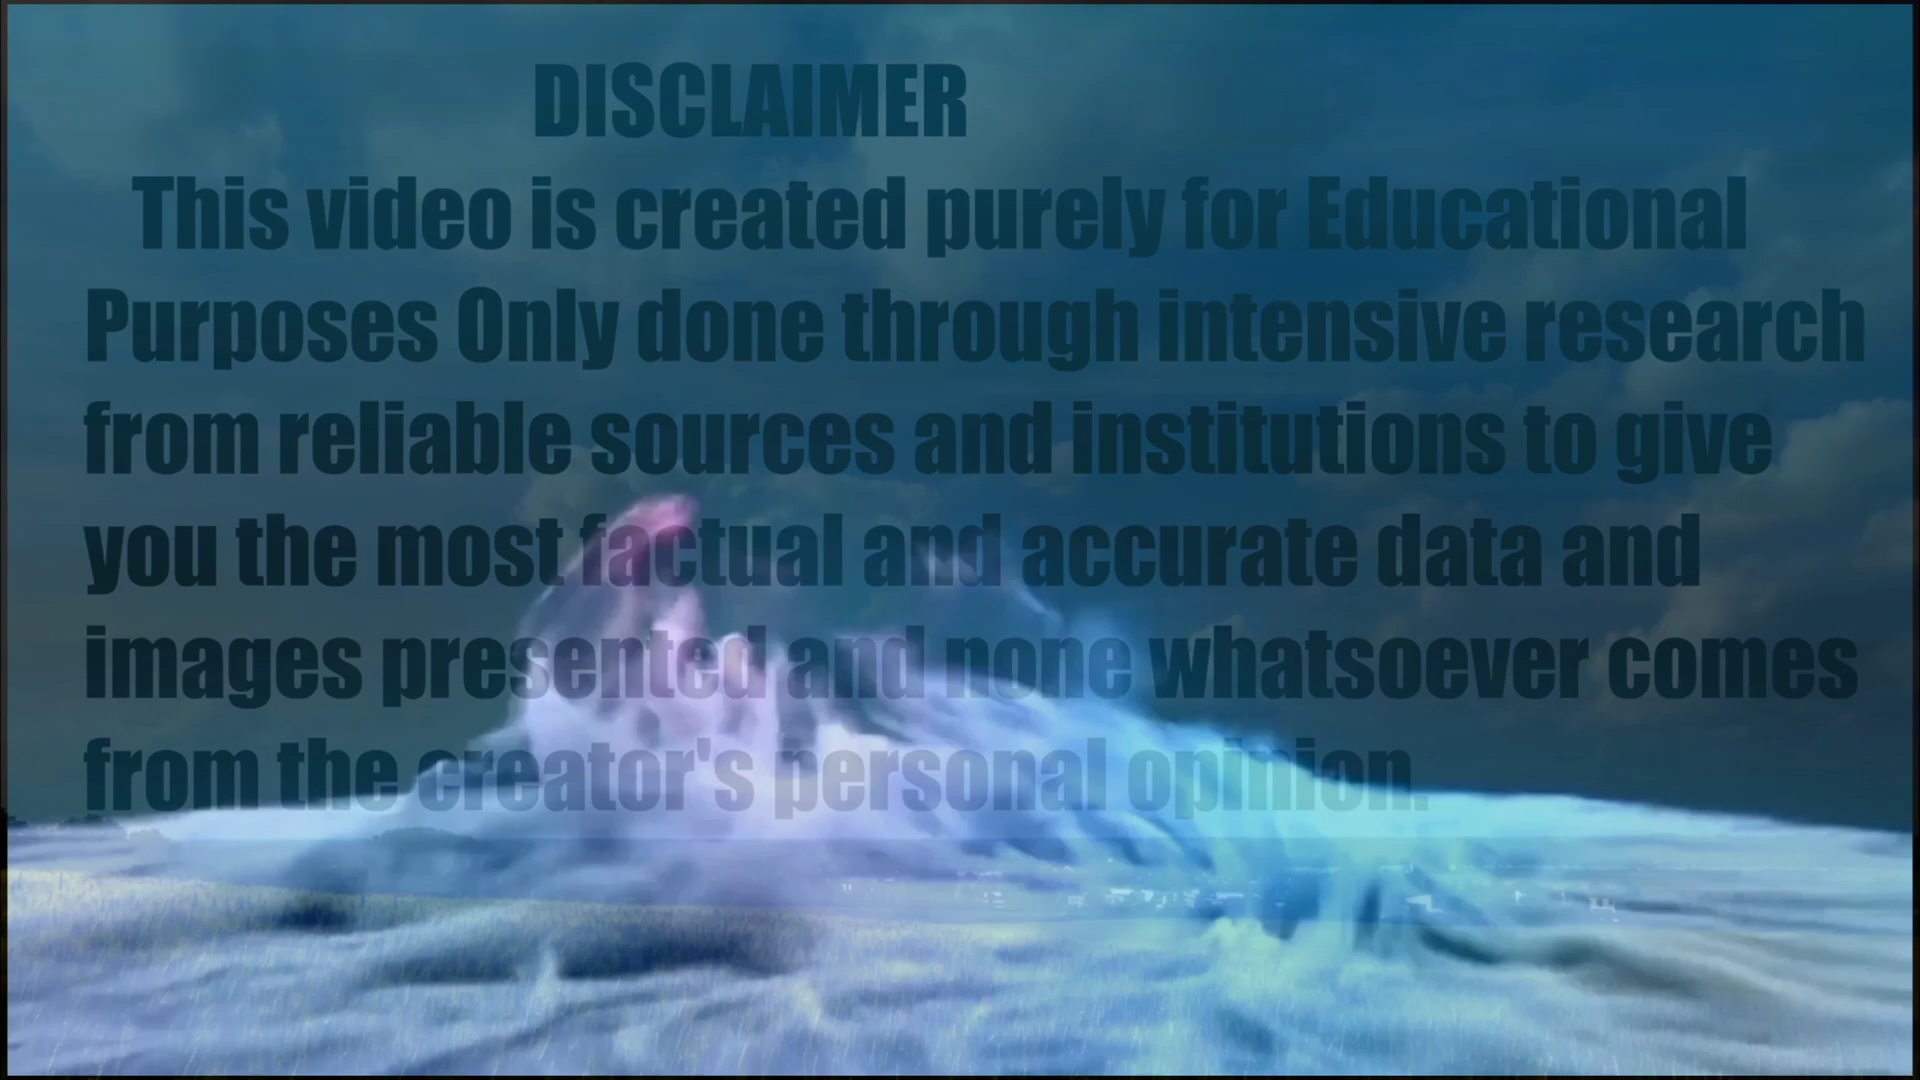 DISCLAIMER
This video is created purely for Educational
Purposes Only done through intensive research
from reliable sources and institutions to give
you the most factual and accurate data and
images presented and none whatsoever comes
from the creator's personal opinion.